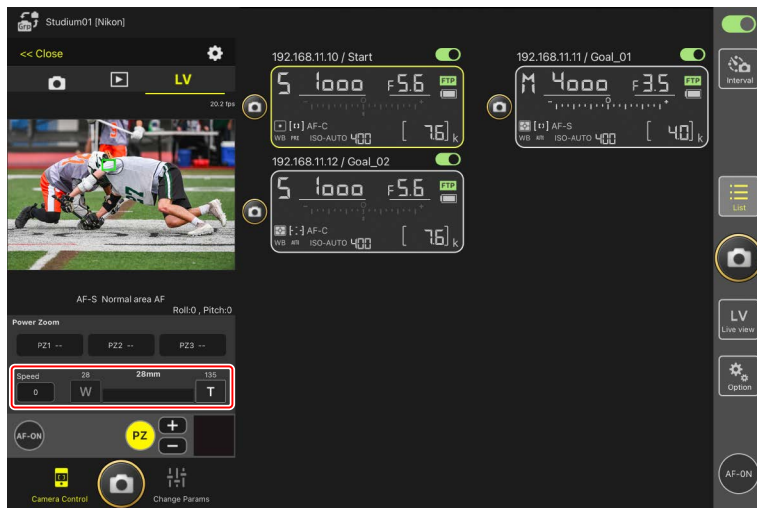 Grp
Studium01 [Nikon]
<< Close
LV
20.2 fps
AF-S Normal area AF
Roll:0 , Pitch:0
Power Zoom
PZ1 --
PZ2 --
PZ3 --
Speed
28
28mm
135
0
W
T
AF-ON
PZ
+
−
Camera Control
Change Params
192.168.11.10 / Start
S 1000 F5.6 FTP
AF-C
WB PRE ISO-AUTO 400 [ 7.6] k
192.168.11.11 / Goal_01
M 4000 F3.5 FTP
AF-S
WB ISO-AUTO 400 [ 4.0] k
192.168.11.12 / Goal_02
S 1000 F5.6 FTP
AF-C
WB ISO-AUTO 400 [ 7.6] k
Interval
List
LV
Live view
Option
AF-ON